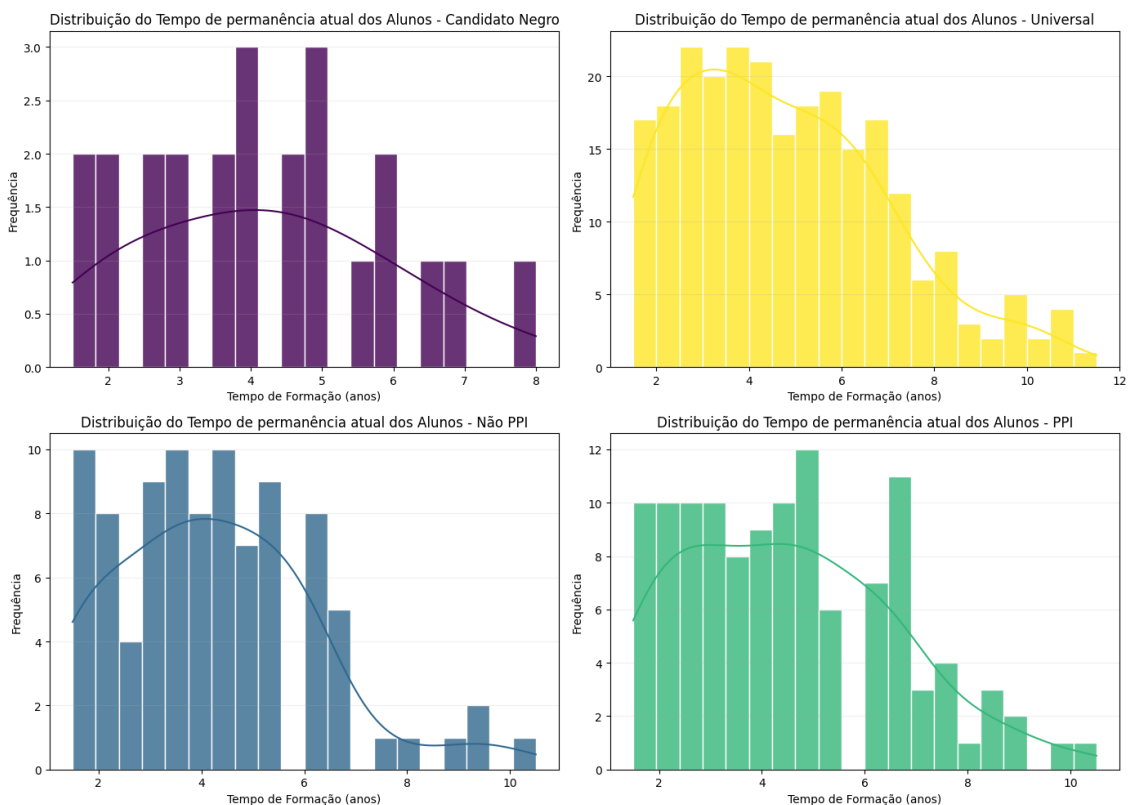 Distribuição do Tempo de permanência atual dos Alunos - Candidato Negro
3.0
2.5
2.0
1.5
1.0
0.5
0.0
Frequência
2 3 4 5 6 7 8
Tempo de Formação (anos)
Distribuição do Tempo de permanência atual dos Alunos - Universal
20
15
10
5
0
Frequência
2 4 6 8 10 12
Tempo de Formação (anos)
Distribuição do Tempo de permanência atual dos Alunos - Não PPI
10
8
6
4
2
0
Frequência
2 4 6 8 10
Tempo de Formação (anos)
Distribuição do Tempo de permanência atual dos Alunos - PPI
12
10
8
6
4
2
0
Frequência
2 4 6 8 10
Tempo de Formação (anos)